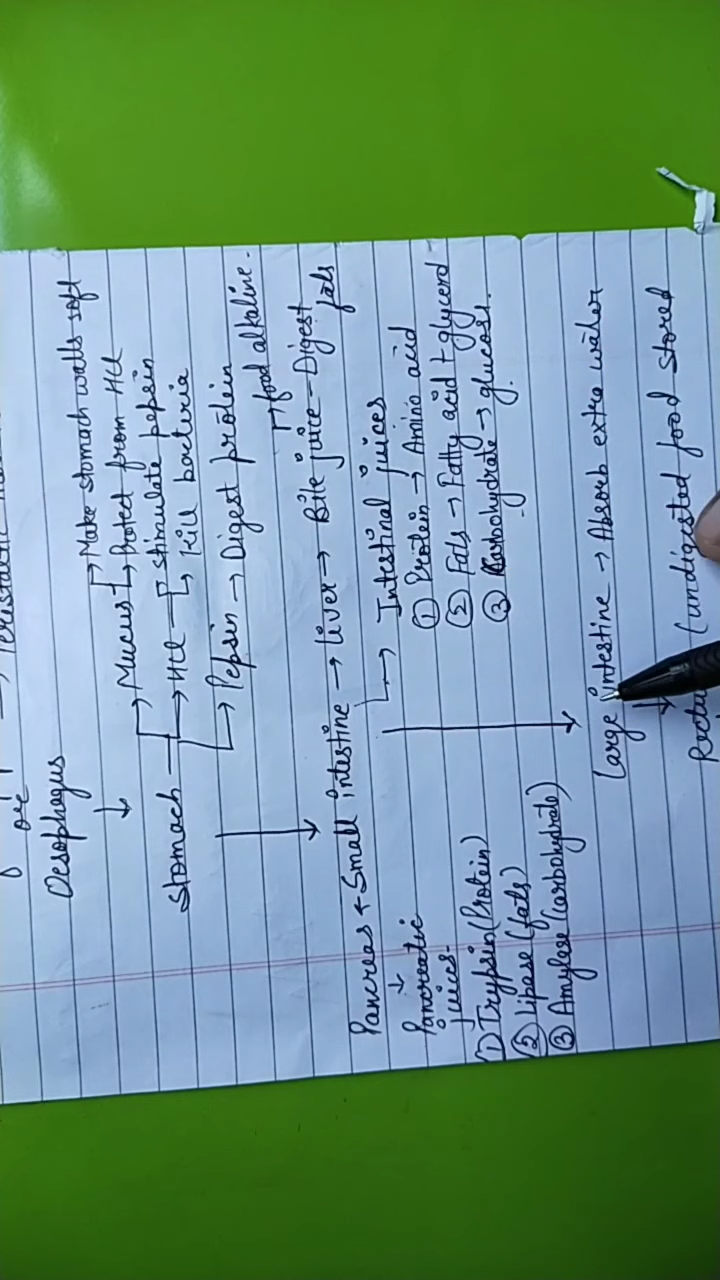 or
Oesophagus
↓
Make stomach walls soft
Mucus → Protect from HCl
Stomach → HCl → stimulate pepsin
Kill bacteria
→ Pepsin → Digest protein
↓ → food alkaline.
Pancreas ← Small intestine → Liver → Bile juice - Digest fats
↓
Pancreatic juices.
① Trypsin (Protein)
② Lipase (fats)
③ Amylase (carbohydrate)
→ Intestinal juices
① Protein → Amino acid
② Fats → Fatty acid + glycerol
③ Carbohydrate → glucose.
↓
Large intestine → Absorb extra water
↓
(undigested food stored